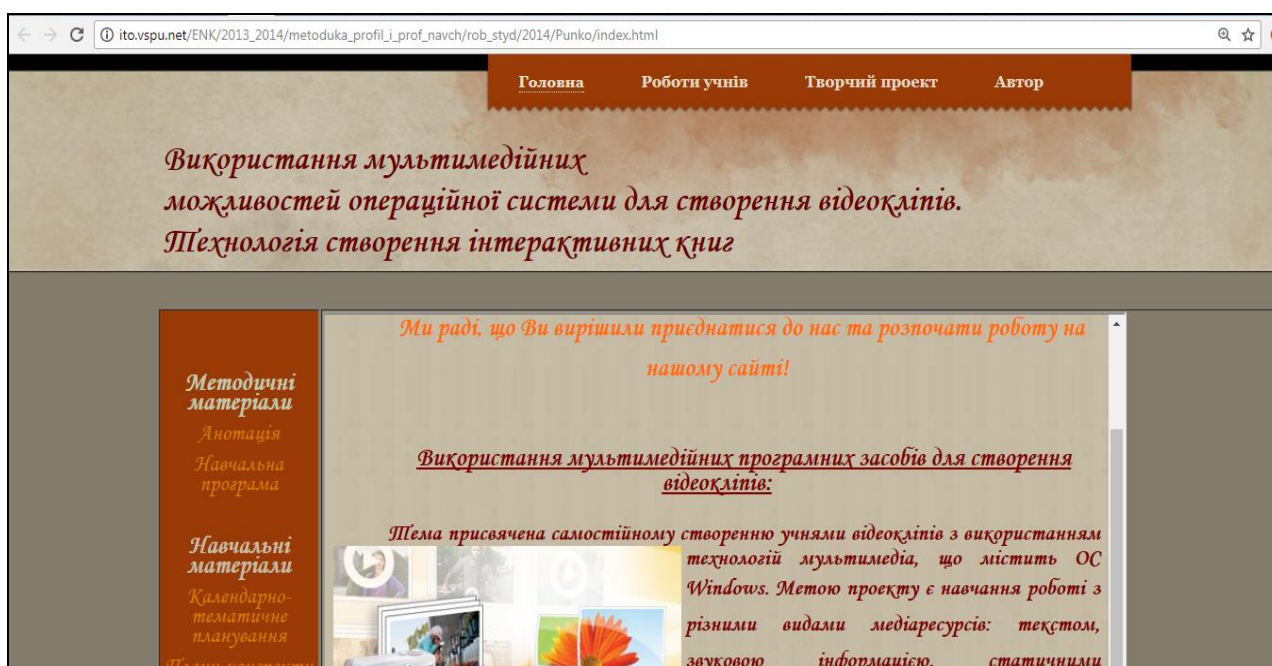 ito.vspu.net/ENK/2013_2014/metoduka_profil_i_prof_navch/rob_styd/2014/Punko/index.html
Головна Роботи учнів Творчий проект Автор
Використання мультимедійних
можливостей операційної системи для створення відеокліпів.
Технологія створення інтерактивних книг
Методичні
матеріали
Анотація
Навчальна
програма
Навчальні
матеріали
Календарно-
тематичне
планування
Плани-конспекти
Ми раді, що Ви вирішили приєднатися до нас та розпочати роботу на
нашому сайті!
Використання мультимедійних програмних засобів для створення
відеокліпів:
Тема присвячена самостійному створенню учнями відеокліпів з використанням
технологій мультимедіа, що містить ОС
Windows. Метою проекту є навчання роботі з
різними видами медіаресурсів: текстом,
звуковою інформацією, статичними